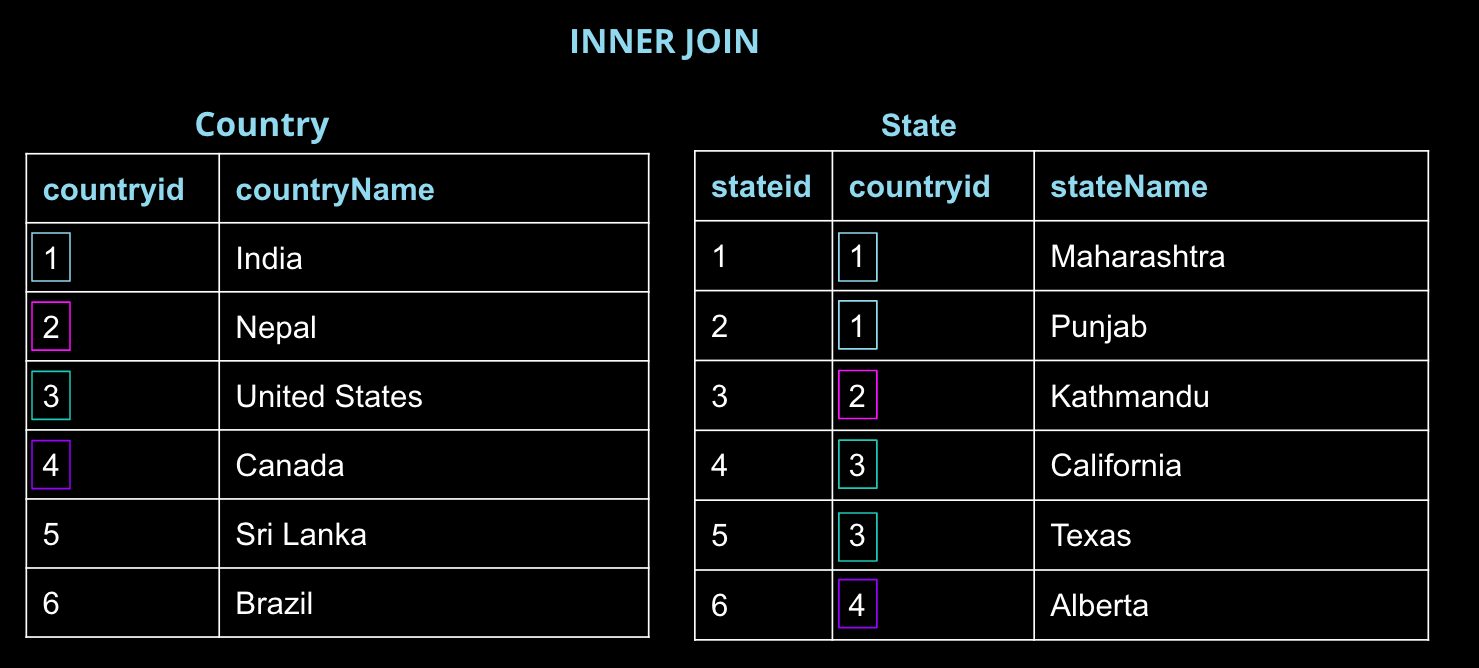 INNER JOIN
Country
countryid countryName
1 India
2 Nepal
3 United States
4 Canada
5 Sri Lanka
6 Brazil
State
stateid countryid stateName
1 1 Maharashtra
2 1 Punjab
3 2 Kathmandu
4 3 California
5 3 Texas
6 4 Alberta